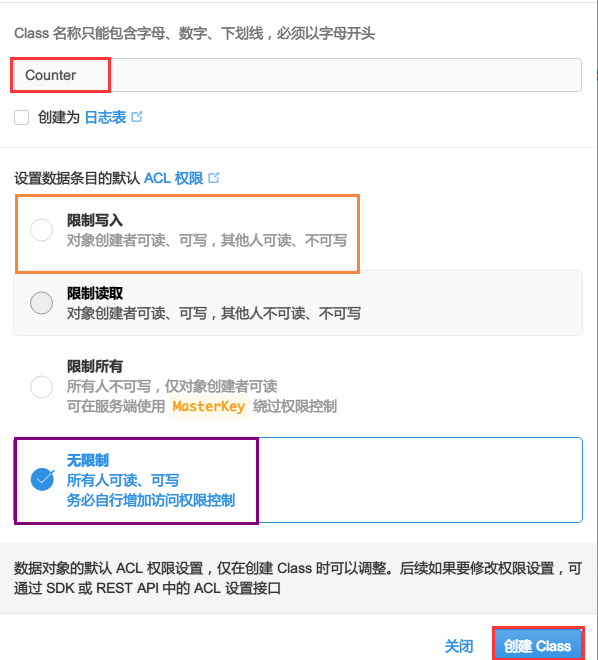 Class 名称只能包含字母、数字、下划线，必须以字母开头
Counter
创建为 日志表
设置数据条目的默认 ACL 权限
限制写入
对象创建者可读、可写，其他人可读、不可写
限制读取
对象创建者可读、可写，其他人不可读、不可写
限制所有
所有人不可写，仅对象创建者可读
可在服务端使用 MasterKey 绕过权限控制
无限制
所有人可读、可写
务必自行增加访问权限控制
数据对象的默认 ACL 权限设置，仅在创建 Class 时可以调整。后续如果要修改权限设置，可
通过 SDK 或 REST API 中的 ACL 设置接口
关闭 创建 Class